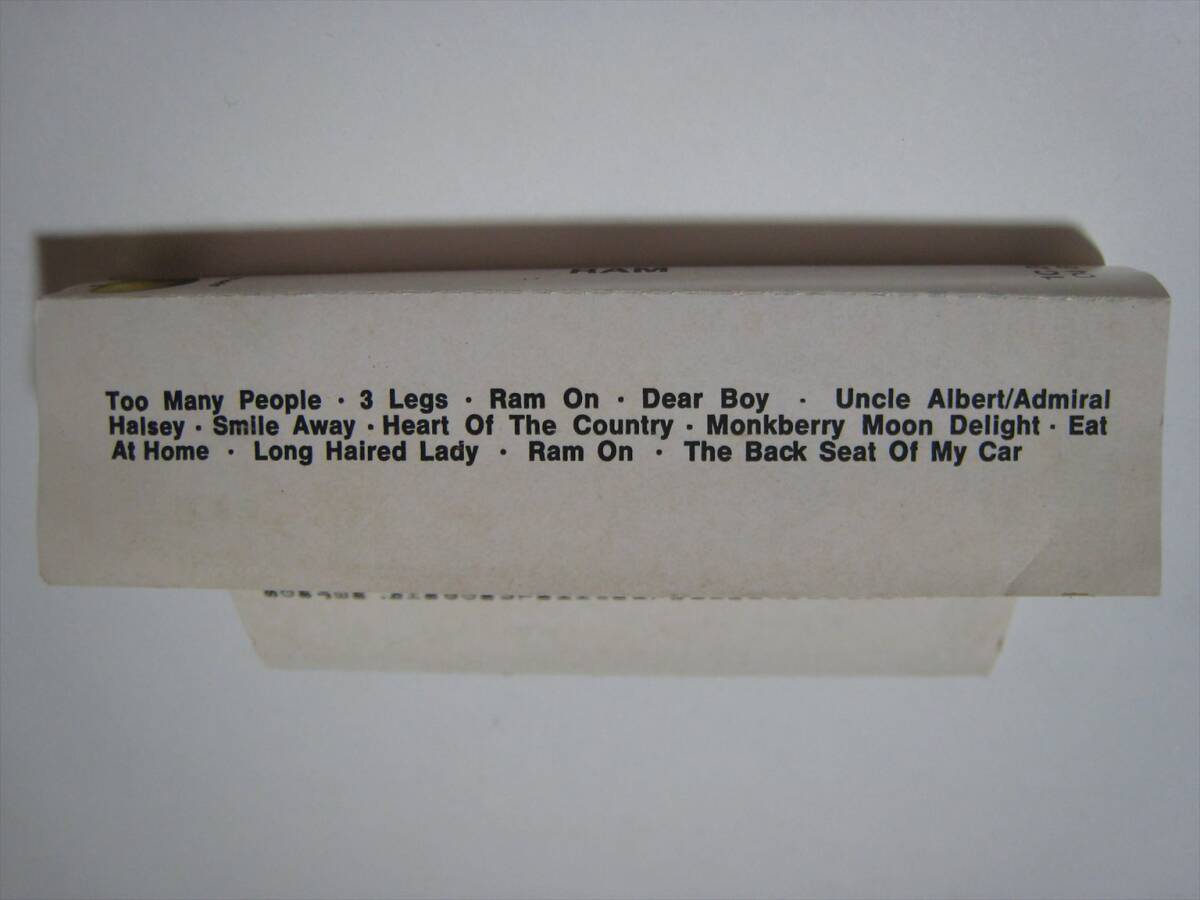 RAM
Too Many People · 3 Legs · Ram On · Dear Boy · Uncle Albert/Admiral
Halsey · Smile Away · Heart Of The Country · Monkberry Moon Delight · Eat
At Home · Long Haired Lady · Ram On · The Back Seat Of My Car